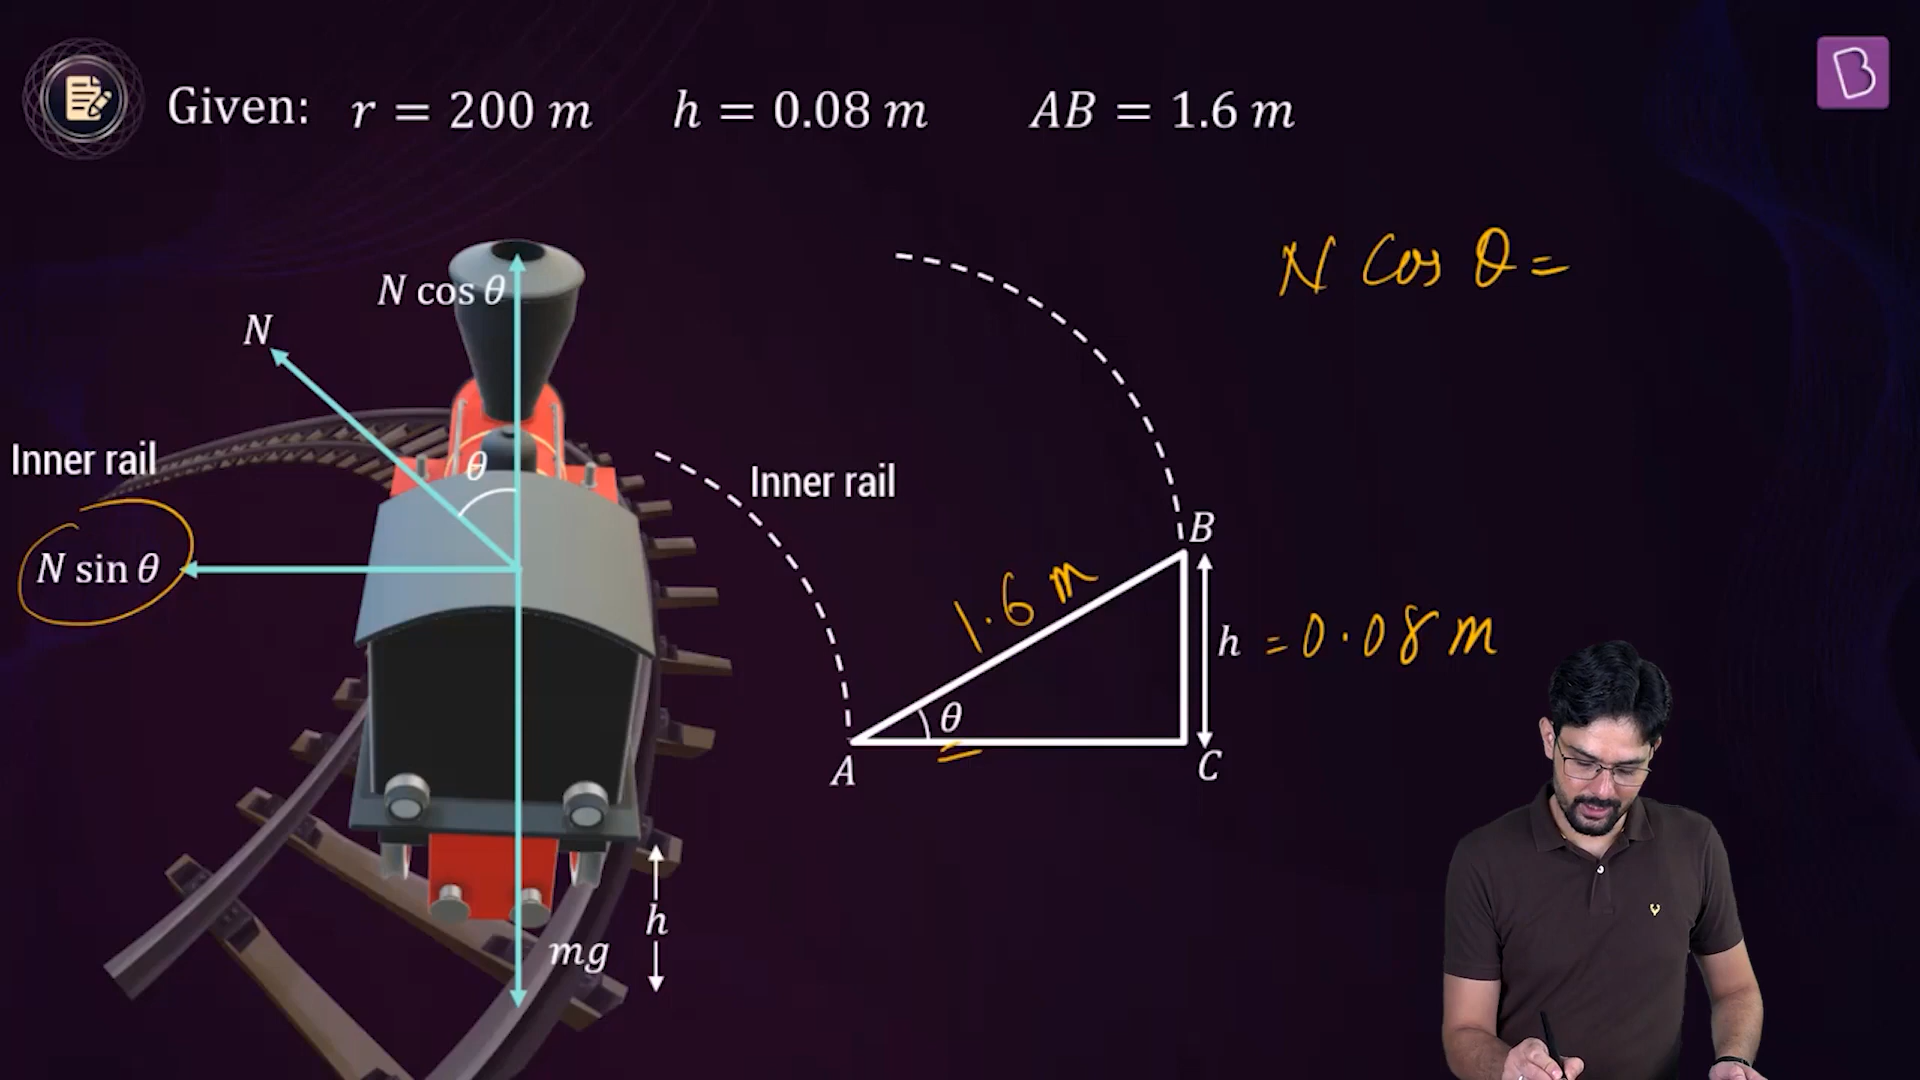 Given: r = 200 m h = 0.08 m AB = 1.6 m
B
N cos θ
N Cos θ =
N
θ
Inner rail
Inner rail
N sin θ
B
1.6 m
h = 0.08 m
θ
A
C
h
mg